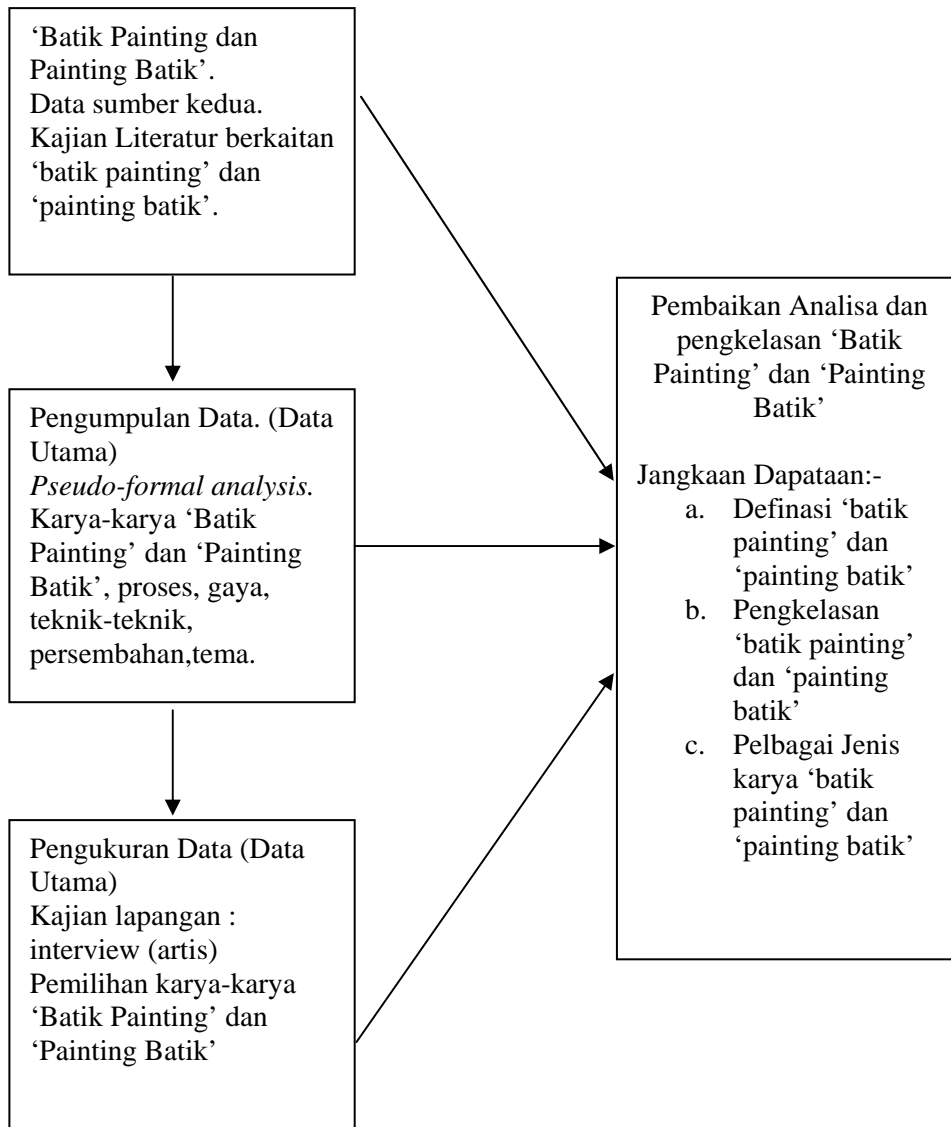 ‘Batik Painting dan
Painting Batik’.
Data sumber kedua.
Kajian Literatur berkaitan
‘batik painting’ dan
‘painting batik’.
Pengumpulan Data. (Data
Utama)
Pseudo-formal analysis.
Karya-karya ‘Batik
Painting’ dan ‘Painting
Batik’, proses, gaya,
teknik-teknik,
persembahan,tema.
Pengukuran Data (Data
Utama)
Kajian lapangan :
interview (artis)
Pemilihan karya-karya
‘Batik Painting’ dan
‘Painting Batik’
Pembaikan Analisa dan
pengkelasan ‘Batik
Painting’ dan ‘Painting
Batik’
Jangkaan Dapataan:-
a. Definasi ‘batik
painting’ dan
‘painting batik’
b. Pengkelasan
‘batik painting’
dan ‘painting
batik’
c. Pelbagai Jenis
karya ‘batik
painting’ dan
‘painting batik’